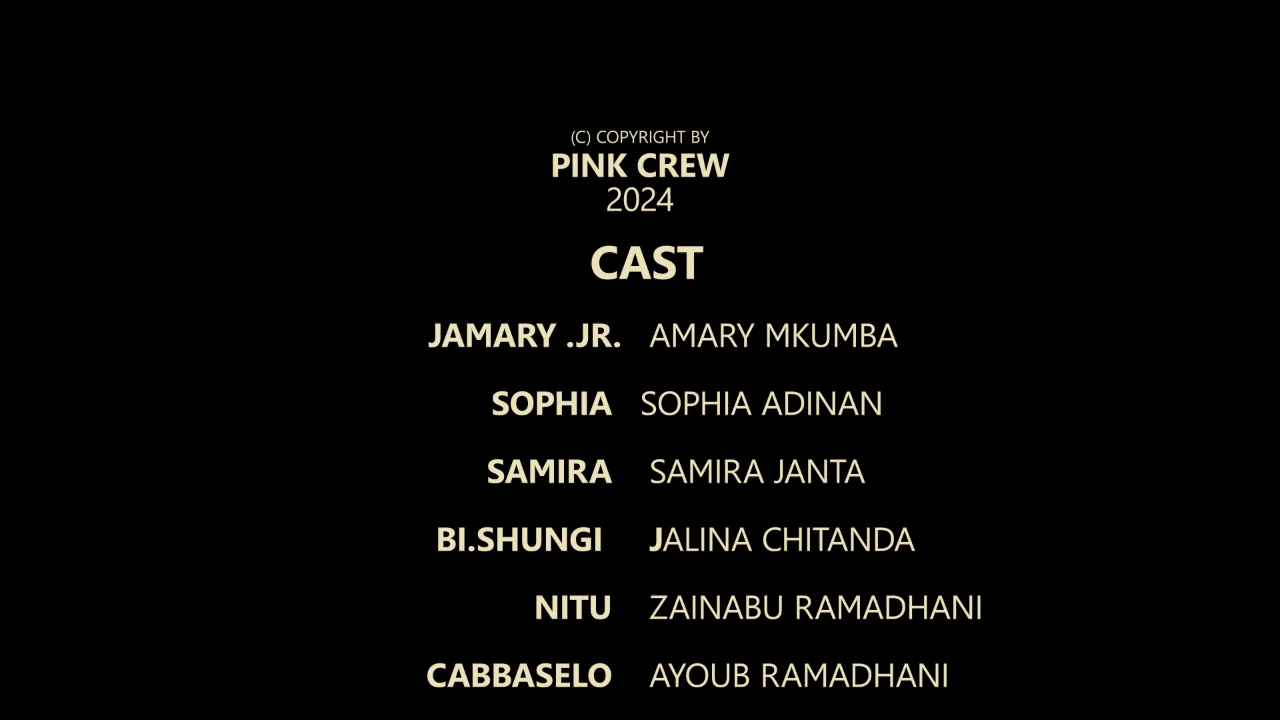 (C) COPYRIGHT BY
PINK CREW
2024
CAST
JAMARY .JR. AMARY MKUMBA
SOPHIA SOPHIA ADINAN
SAMIRA SAMIRA JANTA
BI.SHUNGI JALINA CHITANDA
NITU ZAINABU RAMADHANI
CABBASELO AYOUB RAMADHANI